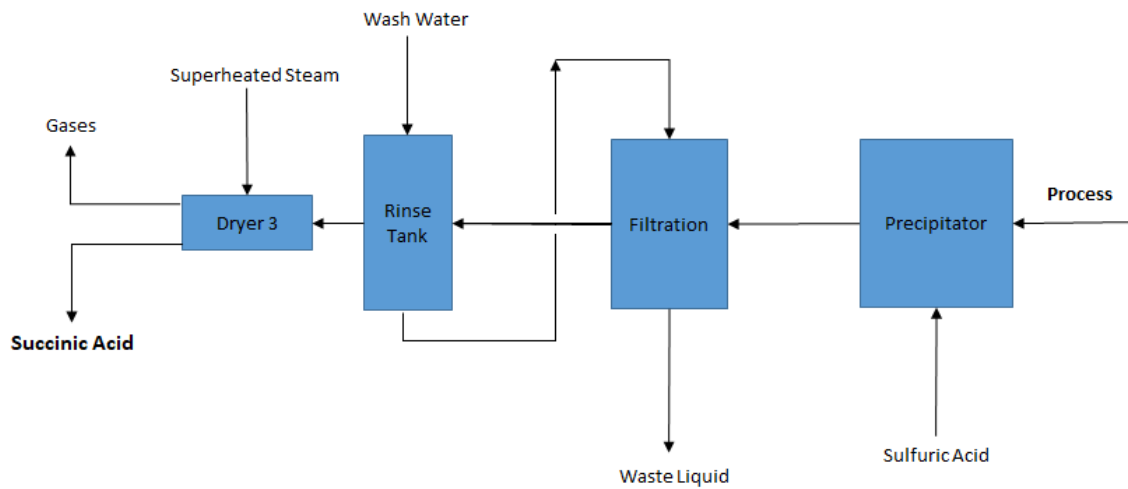 Wash Water
Superheated Steam
Gases
Process
Dryer 3
Rinse
Tank
Filtration
Precipitator
Succinic Acid
Waste Liquid
Sulfuric Acid